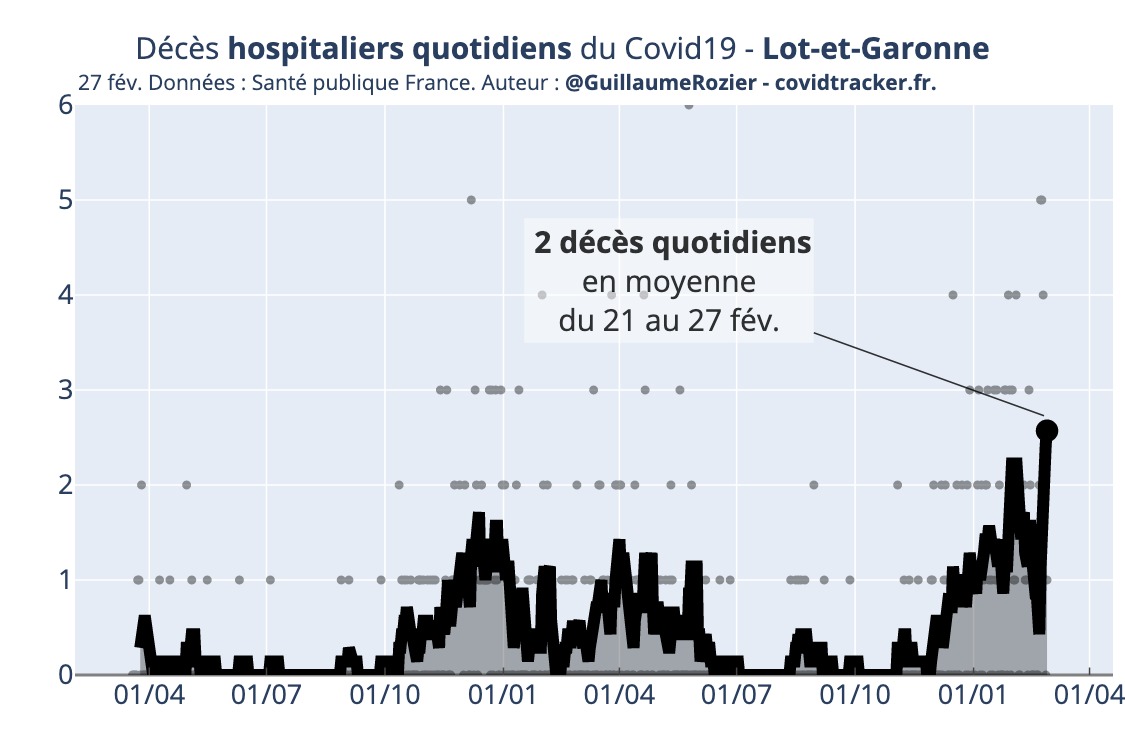 Décès hospitaliers quotidiens du Covid19 - Lot-et-Garonne
27 fév. Données : Santé publique France. Auteur : @GuillaumeRozier - covidtracker.fr.
6
5
2 décès quotidiens
en moyenne
4
du 21 au 27 fév.
3
2
1
0
01/04 01/07 01/10 01/01 01/04 01/07 01/10 01/01 01/04